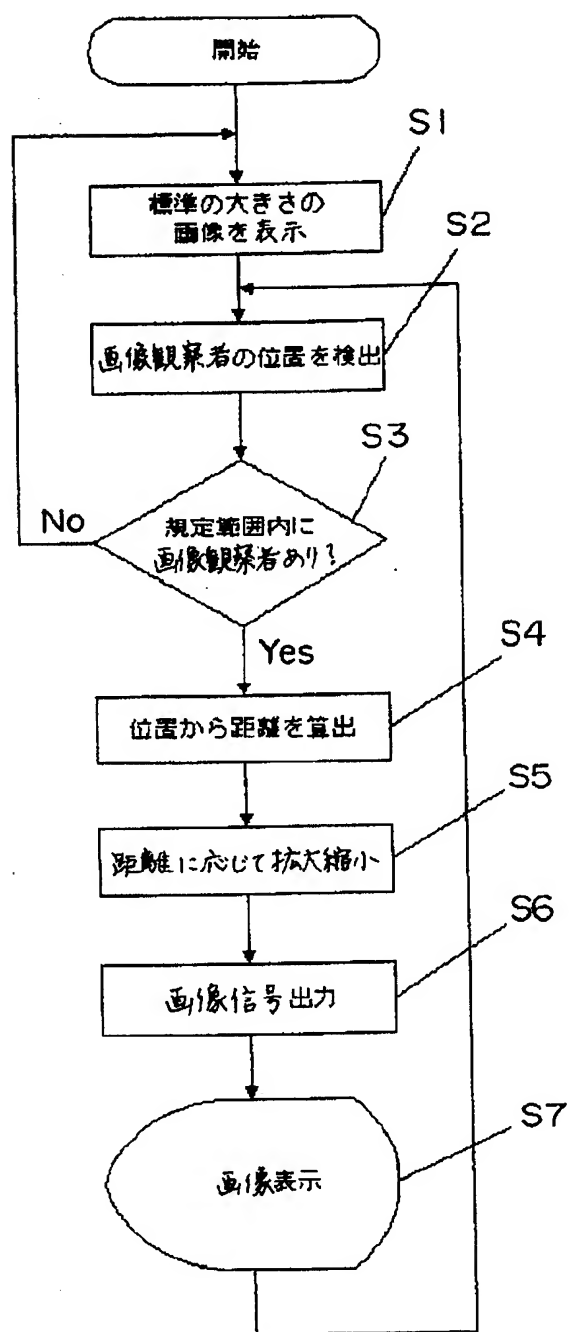 開始
S1
標準の大きさの
画像を表示
S2
画像観察者の位置を検出
S3
規定範囲内に
画像観察者あり?
No
Yes
S4
位置から距離を算出
S5
距離に応じて拡大縮小
S6
画像信号出力
S7
画像表示